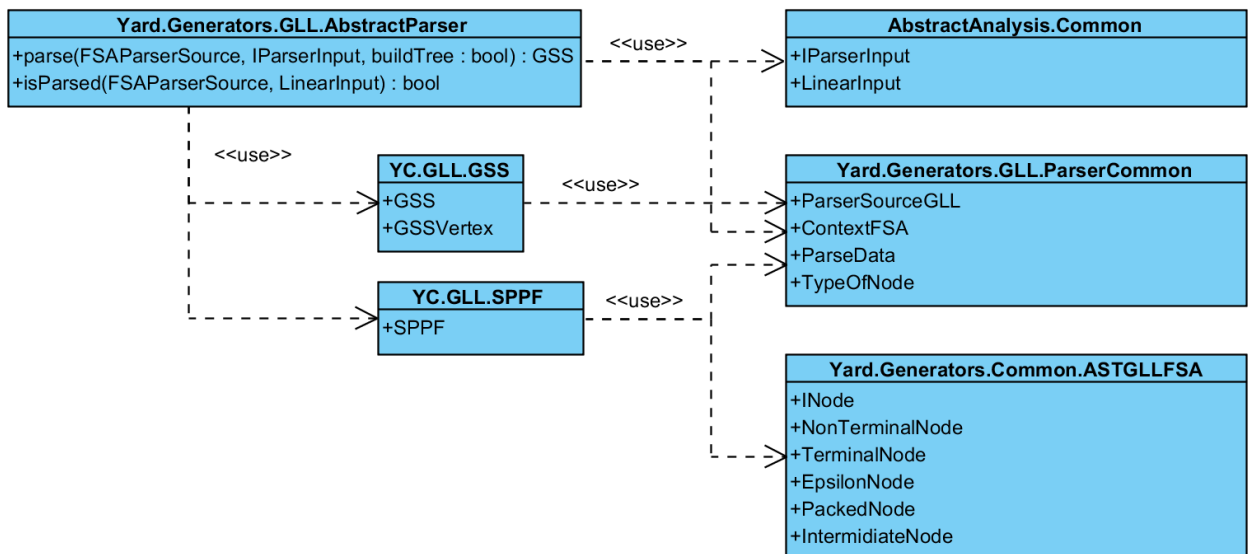 Yard.Generators.GLL.AbstractParser
+parse(FSAParserSource, IParserInput, buildTree : bool) : GSS
+isParsed(FSAParserSource, LinearInput) : bool
<<use>>
AbstractAnalysis.Common
+IParserInput
+LinearInput
<<use>>
YC.GLL.GSS
+GSS
+GSSVertex
<<use>>
Yard.Generators.GLL.ParserCommon
+ParserSourceGLL
+ContextFSA
+ParseData
+TypeOfNode
YC.GLL.SPPF
+SPPF
<<use>>
Yard.Generators.Common.ASTGLLFSA
+INode
+NonTerminalNode
+TerminalNode
+EpsilonNode
+PackedNode
+IntermidiateNode